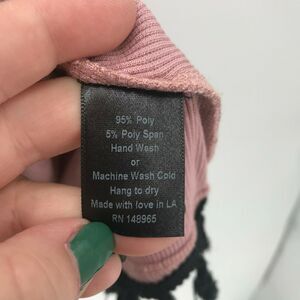 95% Poly
5% Poly Span
Hand Wash
or
Machine Wash Cold
Hang to dry
Made with love in LA
RN 148965